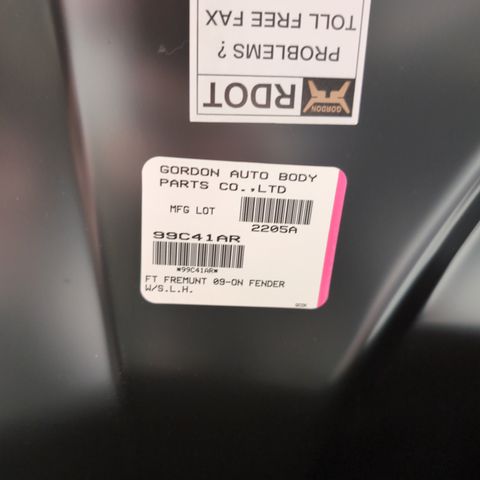 TOLL FREE FAX
PROBLEMS ?
RDOT
GORDON
GORDON AUTO BODY
PARTS CO.,LTD
MFG LOT
2205A
99C41AR
*99C41AR*
FT FREMUNT 09-ON FENDER
W/S.L.H.